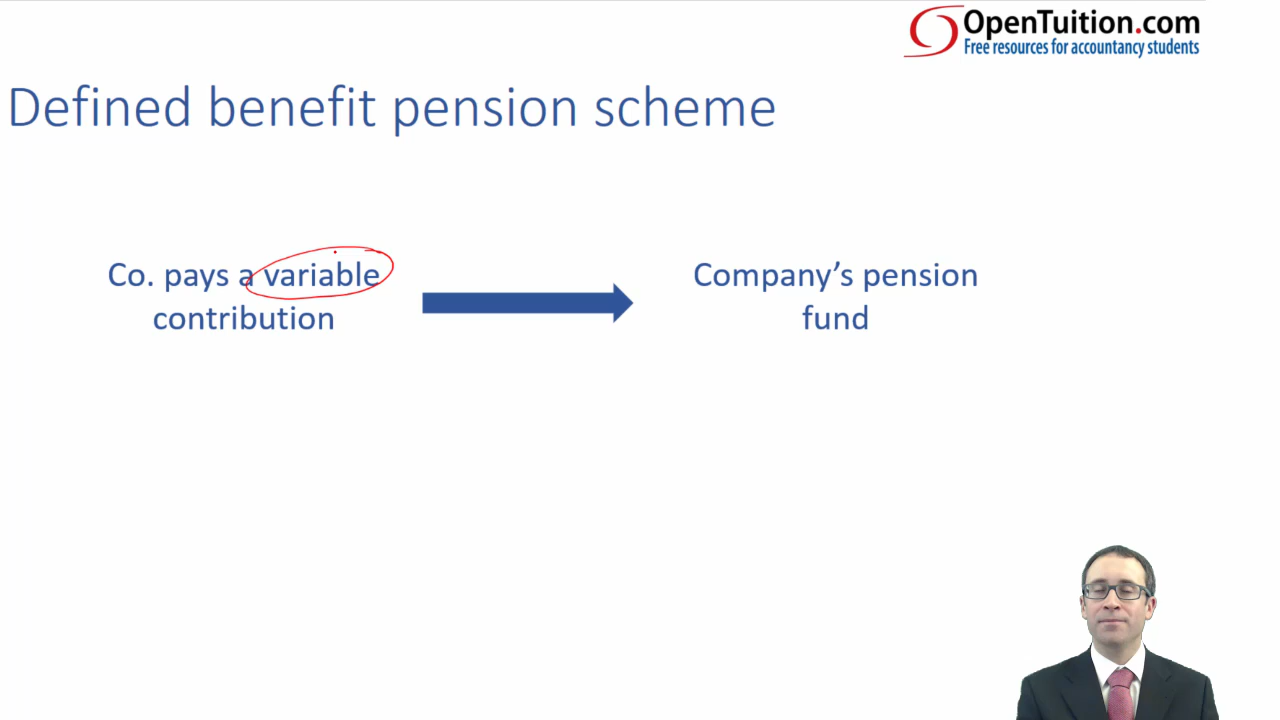 OpenTuition.com
Free resources for accountancy students
Defined benefit pension scheme
Co. pays a variable
contribution
Company’s pension
fund